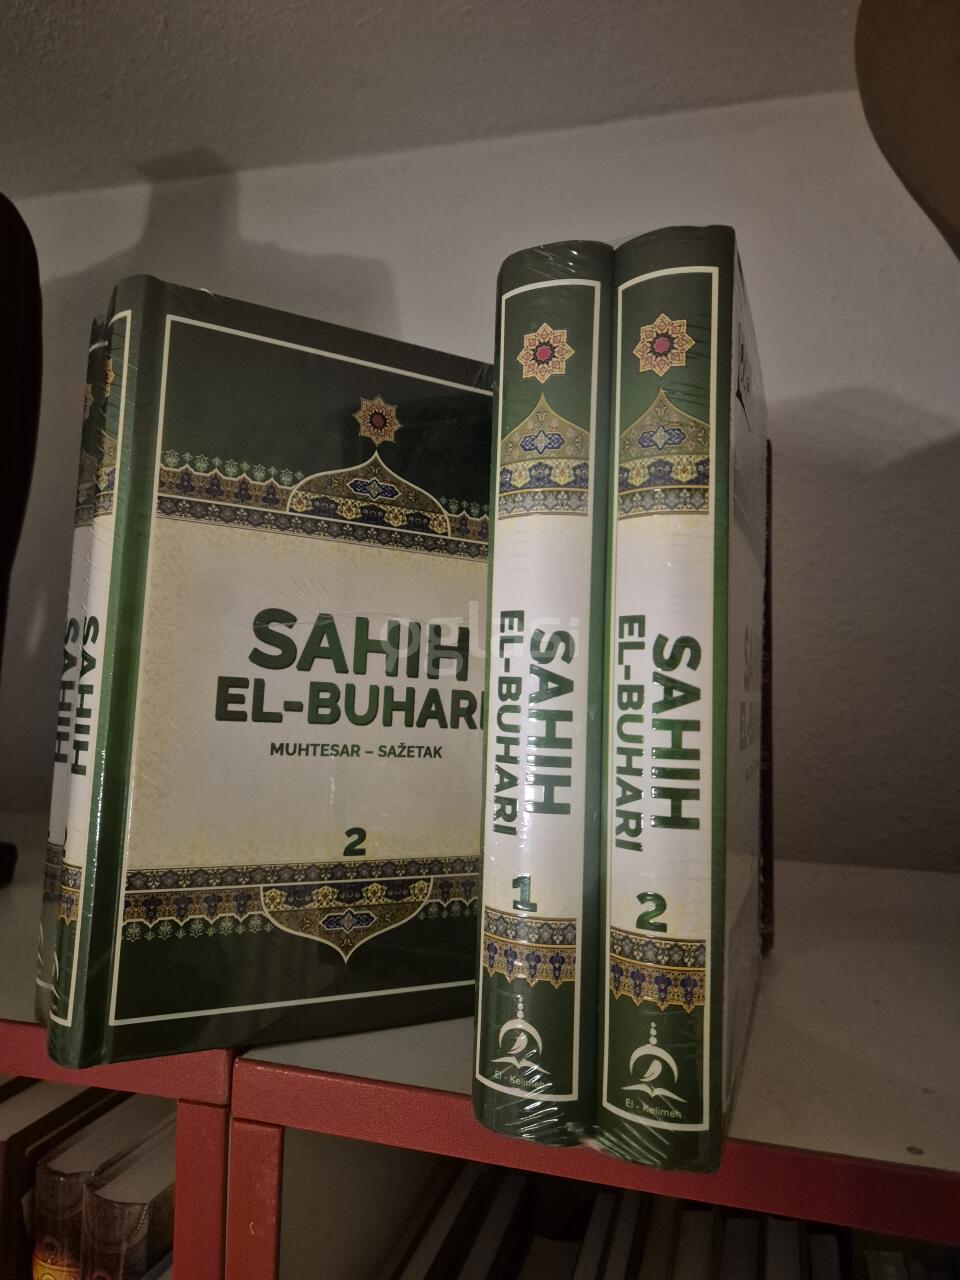 SAHIH
EL-BUHARI
MUHTESAR – SAŽETAK
2
SAHIH
SAHIH
SAHIH
EL-BUHARI
1
El - Kelimeh
SAHIH
EL-BUHARI
2
El - Kelimeh
oglasi